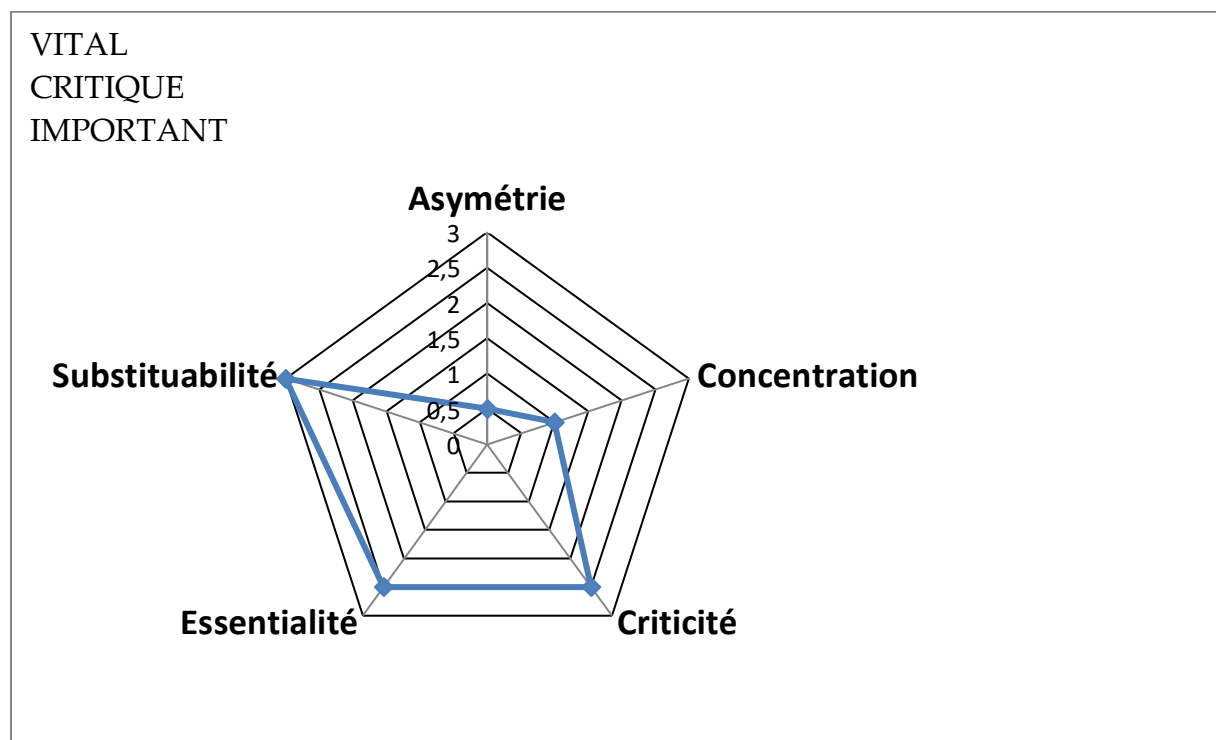 VITAL
CRITIQUE
IMPORTANT
Asymétrie
3
2,5
2
1,5
1
0,5
0
Substituabilité
Concentration
Essentialité
Criticité